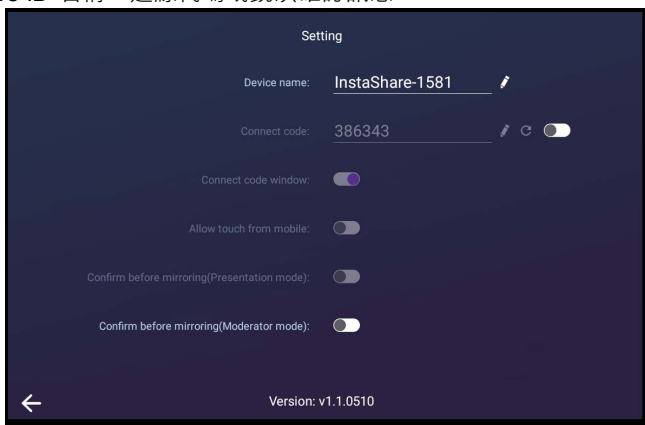 Setting
Device name: InstaShare-1581
Connect code: 386343
Connect code window:
Allow touch from mobile:
Confirm before mirroring(Presentation mode):
Confirm before mirroring(Moderator mode):
Version: v1.1.0510